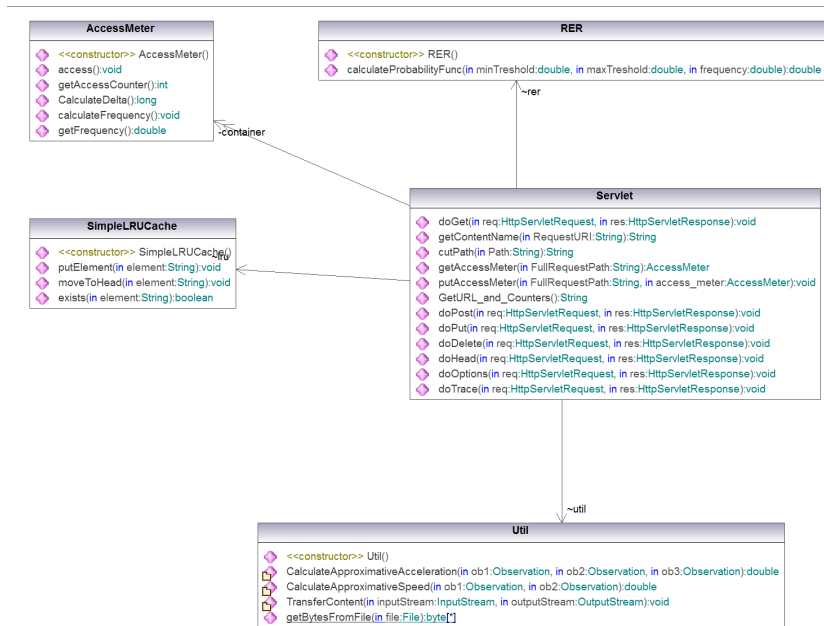 AccessMeter
<<constructor>> AccessMeter()
access():void
getAccessCounter():int
CalculateDelta():long
calculateFrequency():void
getFrequency():double
RER
<<constructor>> RER()
calculateProbabilityFunc(in minTreshold:double, in maxTreshold:double, in frequency:double):double
~rer
-container
Servlet
doGet(in req:HttpServletRequest, in res:HttpServletResponse):void
getContentName(in RequestURI:String):String
cutPath(in Path:String):String
getAccessMeter(in FullRequestPath:String):AccessMeter
putAccessMeter(in FullRequestPath:String, in access_meter:AccessMeter):void
GetURL_and_Counters():String
doPost(in req:HttpServletRequest, in res:HttpServletResponse):void
doPut(in req:HttpServletRequest, in res:HttpServletResponse):void
doDelete(in req:HttpServletRequest, in res:HttpServletResponse):void
doHead(in req:HttpServletRequest, in res:HttpServletResponse):void
doOptions(in req:HttpServletRequest, in res:HttpServletResponse):void
doTrace(in req:HttpServletRequest, in res:HttpServletResponse):void
SimpleLRUCache
<<constructor>> SimpleLRUCache()
~lru
putElement(in element:String):void
moveToHead(in element:String):void
exists(in element:String):boolean
~util
Util
<<constructor>> Util()
CalculateApproximativeAcceleration(in ob1:Observation, in ob2:Observation, in ob3:Observation):double
CalculateApproximativeSpeed(in ob1:Observation, in ob2:Observation):double
TransferContent(in inputStream:InputStream, in outputStream:OutputStream):void
getBytesFromFile(in file:File):byte[*]